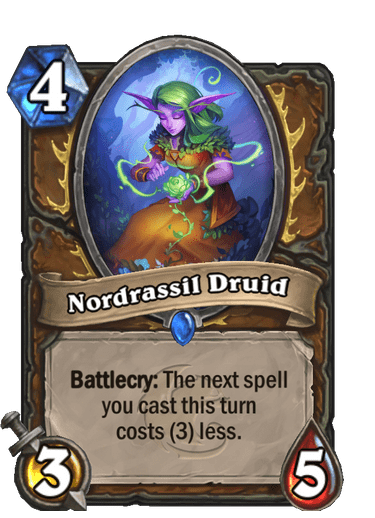 4
Nordrassil Druid
Battlecry: The next spell
you cast this turn
costs (3) less.
3
5